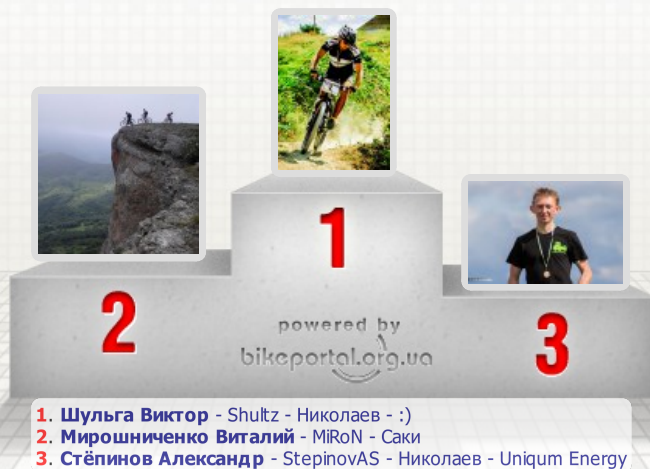 1
2
3
powered by
bikeportal.org.ua
1. Шульга Виктор - Shultz - Николаев - :)
2. Мирошниченко Виталий - MiRoN - Саки
3. Стёпинов Александр - StepinovAS - Николаев - Uniqum Energy